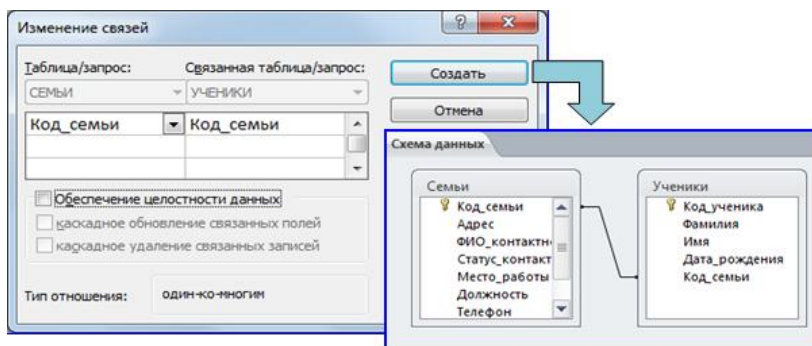 Изменение связей
Таблица/запрос: Связанная таблица/запрос:
СЕМЬИ УЧЕНИКИ
Код_семьи Код_семьи
Обеспечение целостности данных
каскадное обновление связанных полей
каскадное удаление связанных записей
Тип отношения: один-ко-многим
Создать
Отмена
Схема данных
Семьи
Код_семьи
Адрес
ФИО_контактн
Статус_контакт
Место_работы
Должность
Телефон
Ученики
Код_ученика
Фамилия
Имя
Дата_рождения
Код_семьи